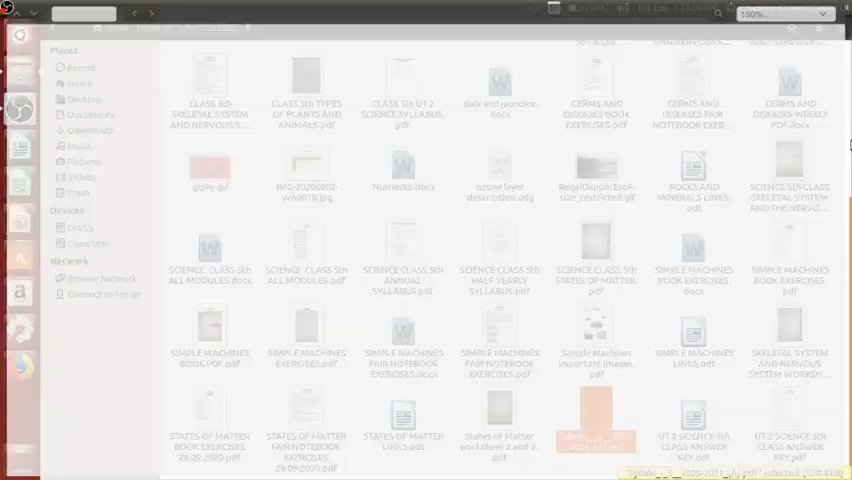 150%
Places
Recent
Home
Desktop
Documents
Downloads
Music
Pictures
Videos
Trash
Devices
DIAGS
Computer
Network
Browse Network
Connect to Server
CLASS 5th
SKELETAL SYSTEM
AND NERVOUS S...
CLASS 5th TYPES
OF PLANTS AND
ANIMALS.pdf
CLASS 5th UT 2
SCIENCE SYLLABUS.
pdf
daik and jaundice.
docx
GERMS AND
DISEASES BOOK
EXERCISES.pdf
GERMS AND
DISEASES FAIR
NOTEBOOK EXER...
GERMS AND
DISEASES WEEKLY
PDF.docx
giphy.gif
IMG-20200802-
WA0018.jpg
Nutrients.docx
ozone layer
description.odg
RegalDapperEsok-
size_restricted.gif
ROCKS AND
MINERALS LINKS.
odt
SCIENCE 5th CLASS
SKELETAL SYSTEM
AND THE NERVO...
SCIENCE CLASS 5th
ALL MODULES.docx
SCIENCE CLASS 5th
ALL MODULES.pdf
SCIENCE CLASS 5th
ANNUAL
SYLLABUS.pdf
SCIENCE CLASS 5th
HALF YEARLY
SYLLABUS.pdf
SCIENCE CLASS 5th
STATES OF MATTER.
pdf
SIMPLE MACHINES
BOOK EXERCISES.
docx
SIMPLE MACHINES
BOOK EXERCISES.
pdf
SIMPLE MACHINES
BOOK PDF.pdf
SIMPLE MACHINES
EXERCISES.pdf
SIMPLE MACHINES
FAIR NOTEBOOK
EXERCISES.docx
SIMPLE MACHINES
FAIR NOTEBOOK
EXERCISES.pdf
Simple Machines
important images.
pdf
SIMPLE MACHINES
LINKS.odt
SKELETAL SYSTEM
AND NERVOUS
SYSTEM WORKSH...
STATES OF MATTER
BOOK EXERCISES
29.09.2020.pdf
STATES OF MATTER
FAIR NOTEBOOK
EXERCISES
29.09.2020.pdf
STATES OF MATTER
LINKS.odt
States of Matter
worksheet 2 and 3.
pdf
UT 3 SCIENCE 5th
CLASS ANSWER
KEY.odt
UT 2 SCIENCE 5th
CLASS ANSWER
KEY.pdf
selected